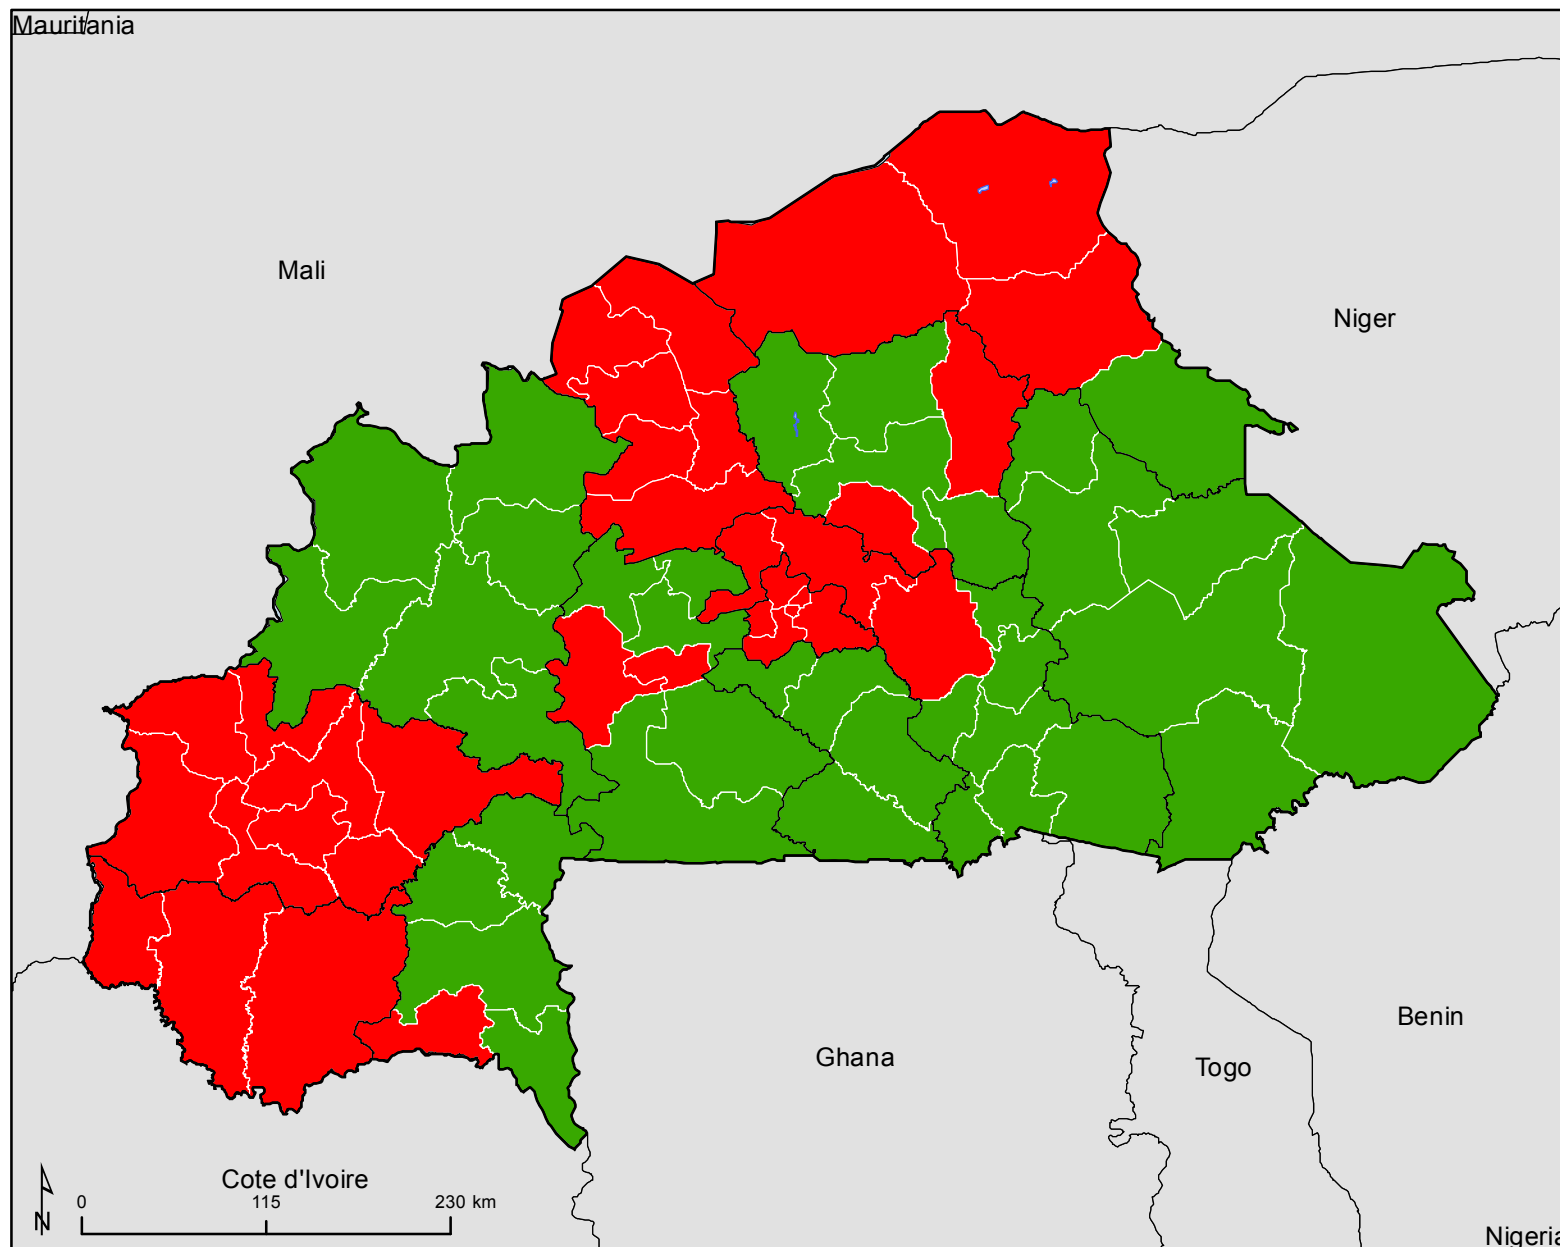 Mauritania
Mali
Niger
Benin
Ghana
Togo
Cote d'Ivoire
0 115 230 km
N
Nigeria